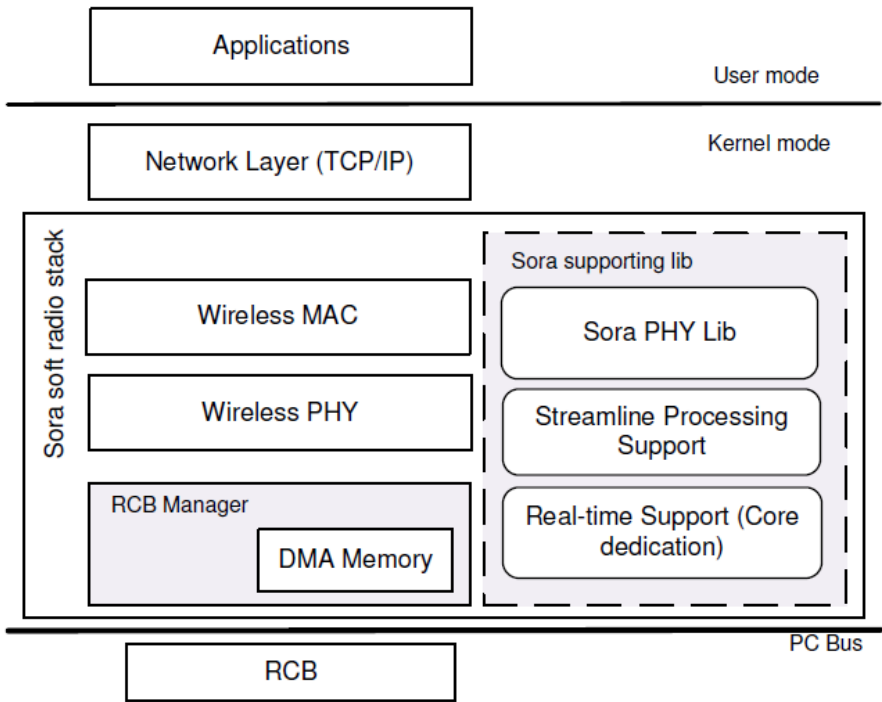 Applications
User mode
Kernel mode
Network Layer (TCP/IP)
Sora soft radio stack
Wireless MAC
Wireless PHY
RCB Manager
DMA Memory
Sora supporting lib
Sora PHY Lib
Streamline Processing
Support
Real-time Support (Core
dedication)
PC Bus
RCB